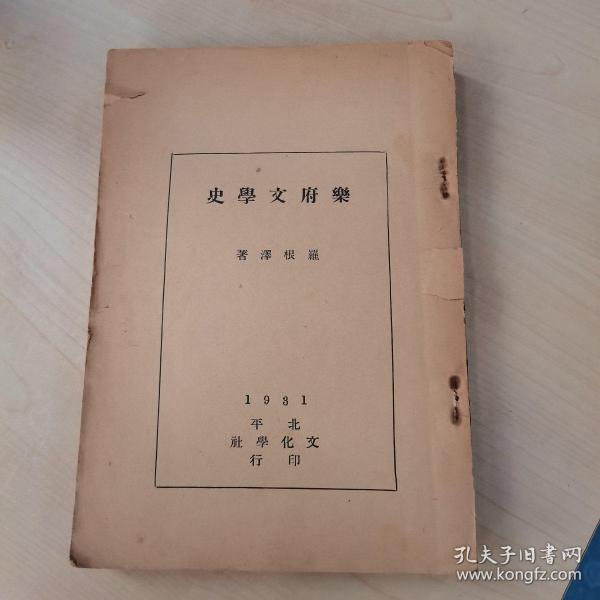 樂府文學史
羅根澤著
1931
北平
文化學社
印行
孔夫子旧书网
www.kongfz.com